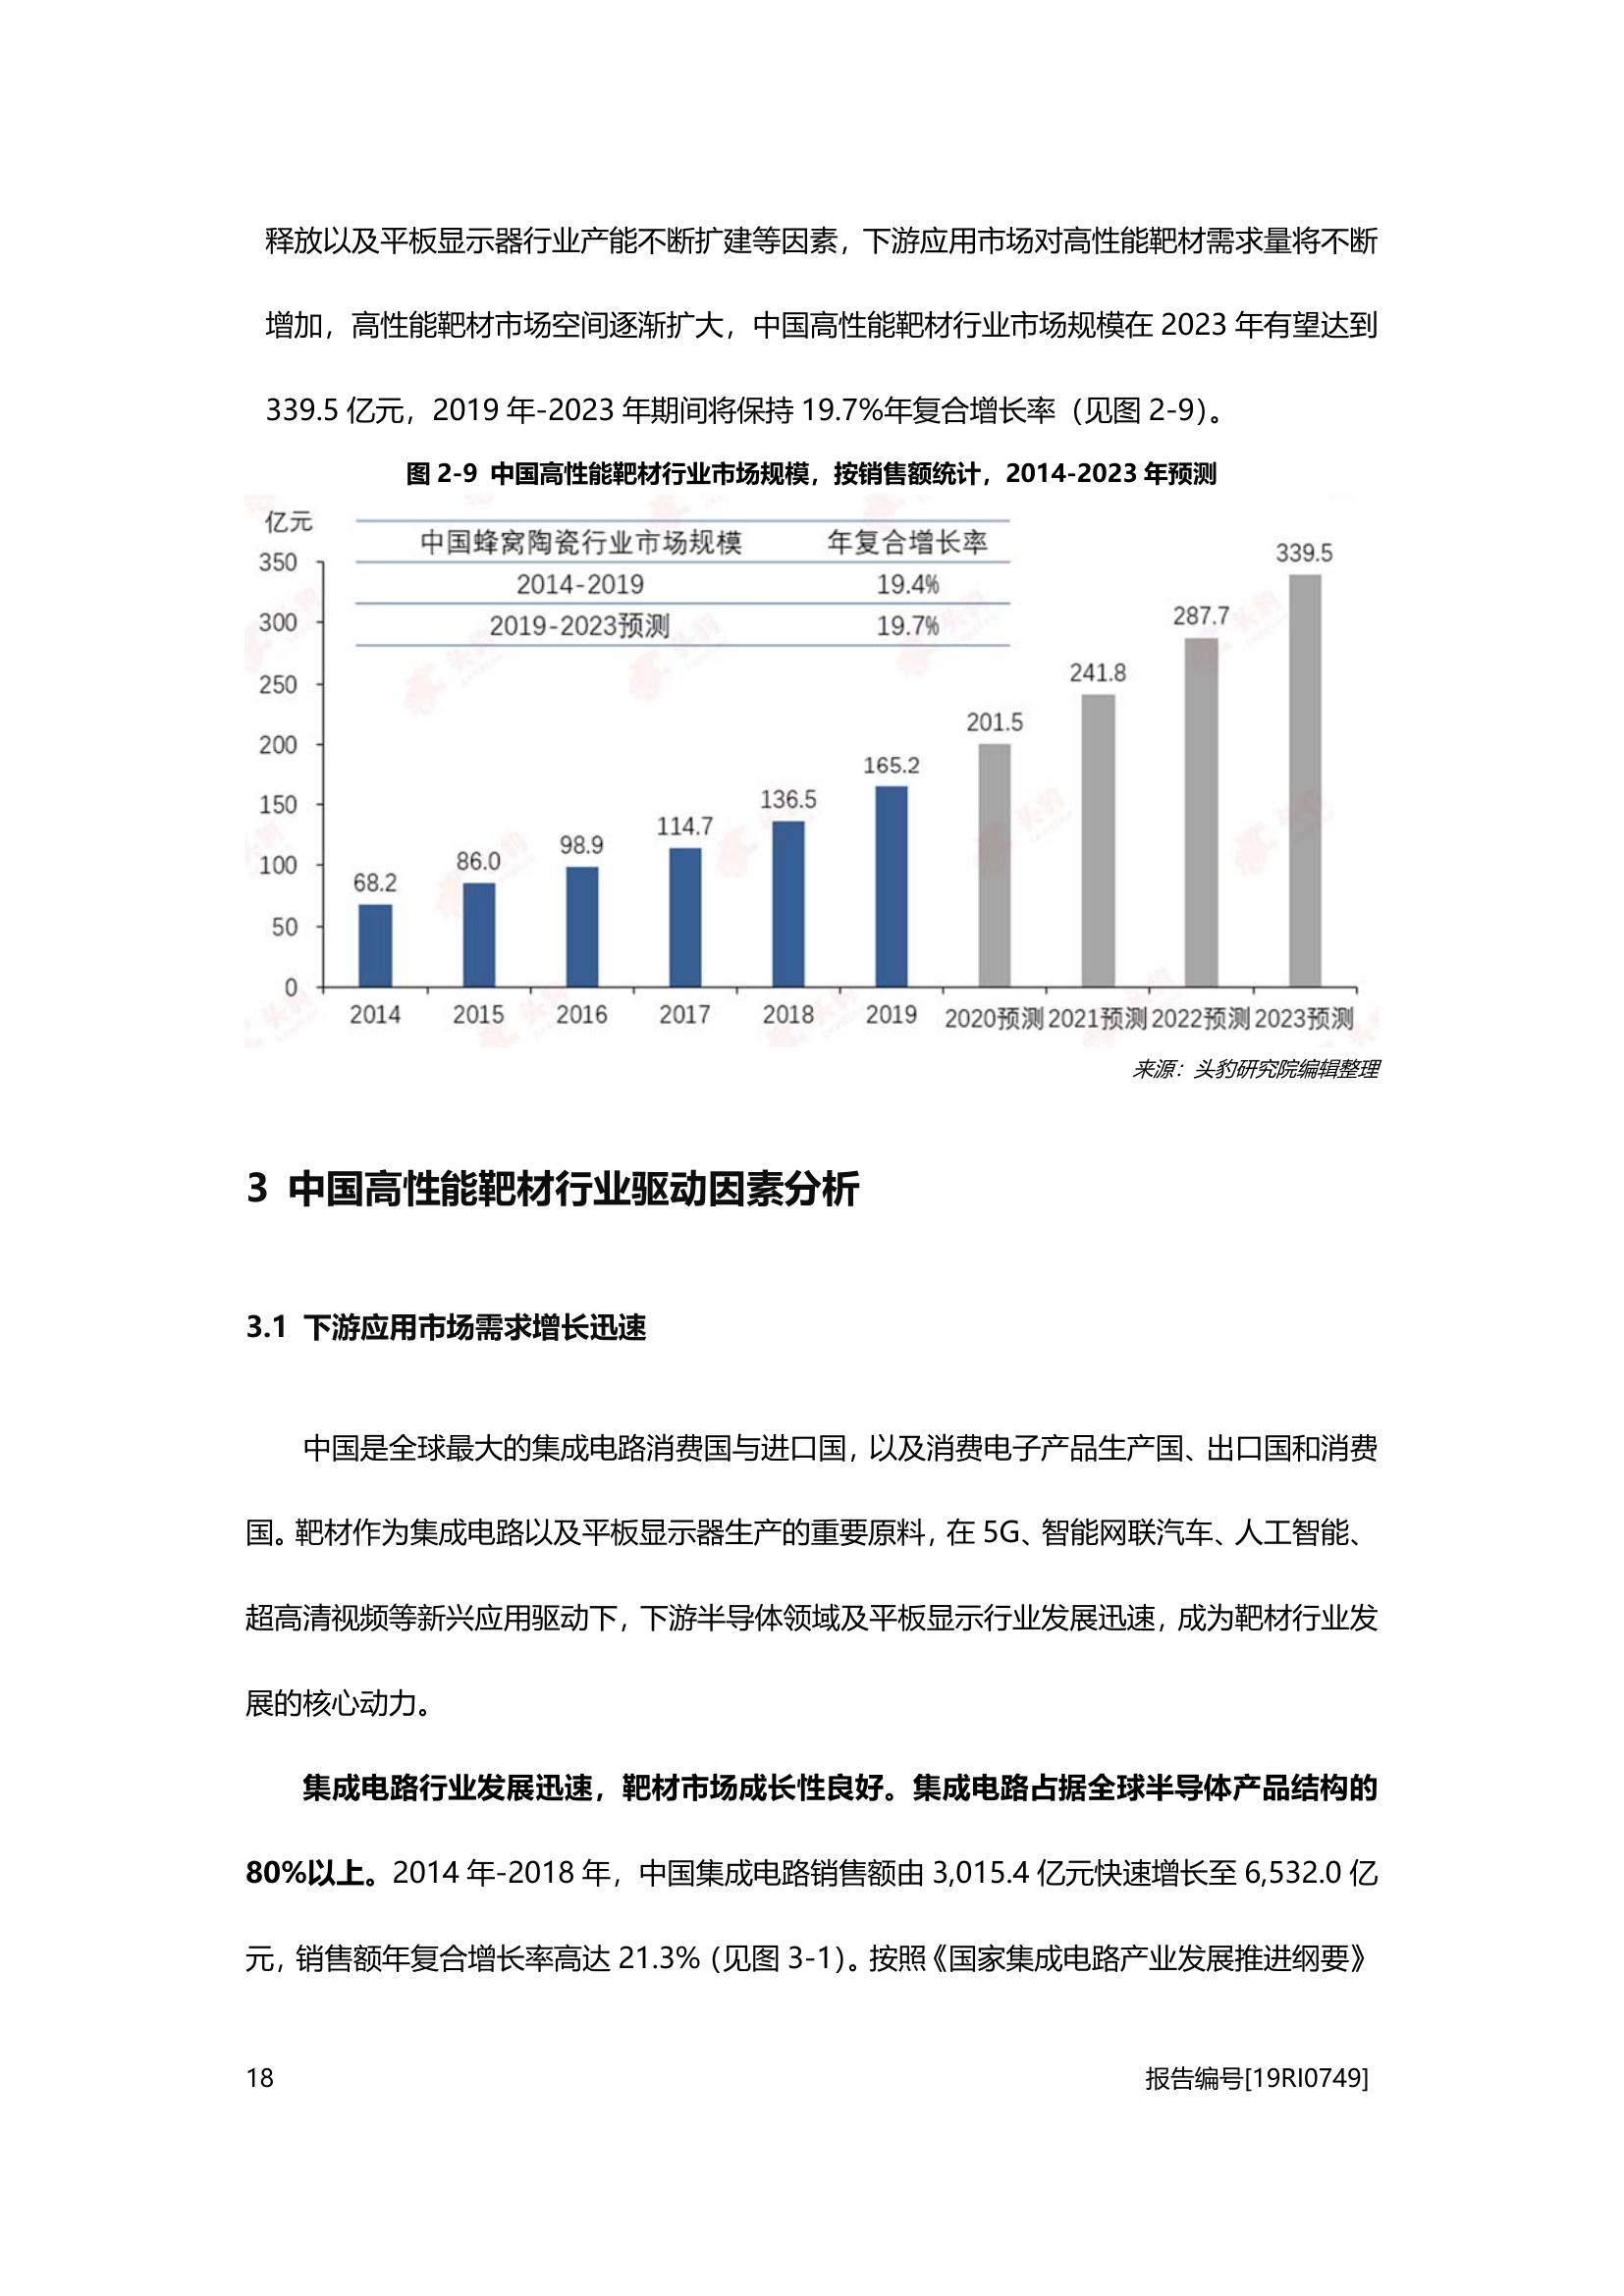 释放以及平板显示器行业产能不断扩建等因素，下游应用市场对高性能靶材需求量将不断
增加，高性能靶材市场空间逐渐扩大，中国高性能靶材行业市场规模在 2023 年有望达到
339.5 亿元，2019 年-2023 年期间将保持 19.7%年复合增长率（见图 2-9）。
图 2-9 中国高性能靶材行业市场规模，按销售额统计，2014-2023 年预测
亿元
中国蜂窝陶瓷行业市场规模 年复合增长率
2014-2019 19.4%
2019-2023预测 19.7%
350
300
250
200
150
100
50
0
68.2
86.0
98.9
114.7
136.5
165.2
201.5
241.8
287.7
339.5
2014 2015 2016 2017 2018 2019 2020预测 2021预测 2022预测 2023预测
来源：头豹研究院编辑整理
3 中国高性能靶材行业驱动因素分析
3.1 下游应用市场需求增长迅速
中国是全球最大的集成电路消费国与进口国，以及消费电子产品生产国、出口国和消费
国。靶材作为集成电路以及平板显示器生产的重要原料，在 5G、智能网联汽车、人工智能、
超高清视频等新兴应用驱动下，下游半导体领域及平板显示行业发展迅速，成为靶材行业发
展的核心动力。
集成电路行业发展迅速，靶材市场成长性良好。集成电路占据全球半导体产品结构的
80%以上。2014 年-2018 年，中国集成电路销售额由 3,015.4 亿元快速增长至 6,532.0 亿
元，销售额年复合增长率高达 21.3%（见图 3-1）。按照《国家集成电路产业发展推进纲要》
18 报告编号[19RI0749]